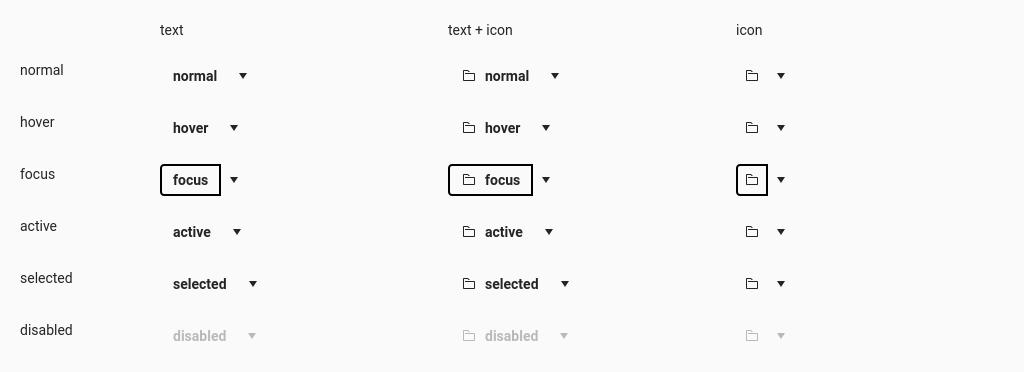 text text + icon icon
normal normal normal
hover hover hover
focus focus focus
active active active
selected selected selected
disabled disabled disabled